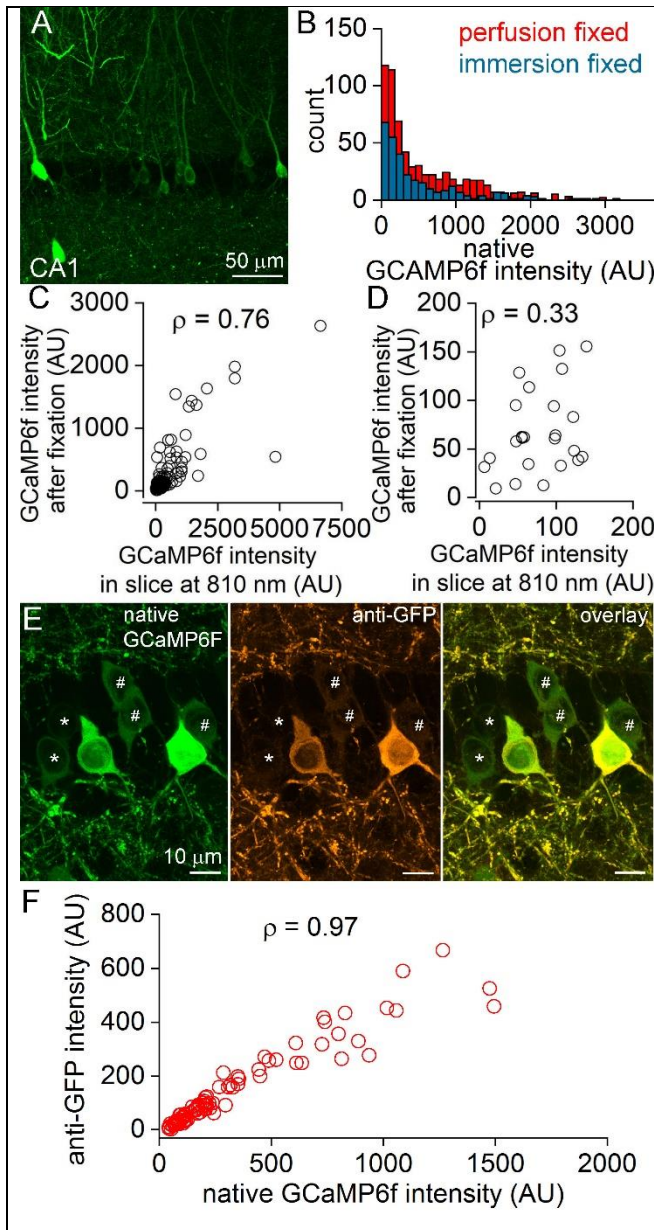 A
CA1
50 µm
B
perfusion fixed
immersion fixed
150
100
50
0
count
0 1000 2000 3000
native
GCAMP6f intensity (AU)
C
ρ = 0.76
3000
2000
1000
0
GCaMP6f intensity
after fixation (AU)
0 2500 5000 7500
GCaMP6f intensity
in slice at 810 nm (AU)
D
ρ = 0.33
200
150
100
50
0
GCaMP6f intensity
after fixation (AU)
0 100 200
GCaMP6f intensity
in slice at 810 nm (AU)
E
native
GCaMP6F
#
#
#
*
*
10 µm
anti-GFP
#
#
#
*
*
overlay
#
#
#
*
*
F
ρ = 0.97
800
600
400
200
0
anti-GFP intensity (AU)
0 500 1000 1500 2000
native GCaMP6f intensity (AU)